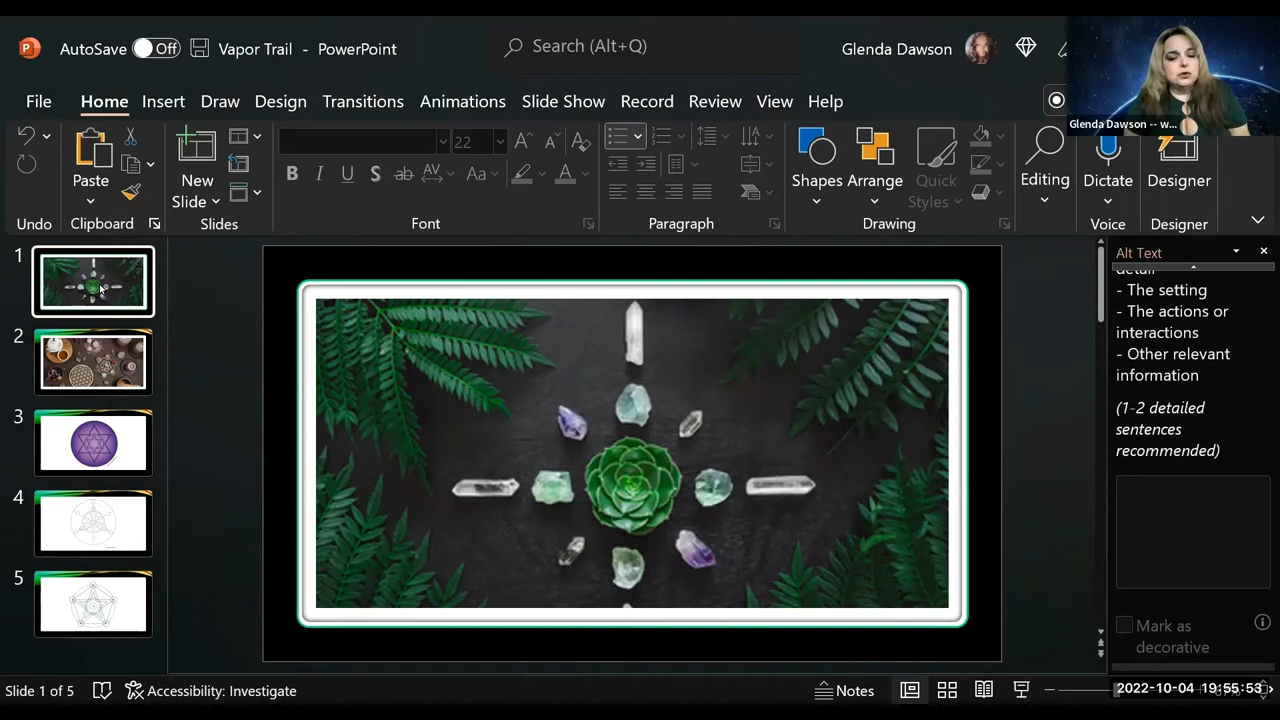 AutoSave Off Vapor Trail - PowerPoint Search (Alt+Q) Glenda Dawson
File Home Insert Draw Design Transitions Animations Slide Show Record Review View Help
Glenda Dawson -- w...
22
Paste New Slide B I U S ab AV Aa Shapes Arrange Quick Styles Editing Dictate Designer
Undo Clipboard Slides Font Paragraph Drawing Voice Designer
1
2
3
4
5
Alt Text
detail
- The setting
- The actions or
interactions
- Other relevant
information
(1-2 detailed
sentences
recommended)
Mark as
decorative
Slide 1 of 5 Accessibility: Investigate Notes 2022-10-04 19:55:53